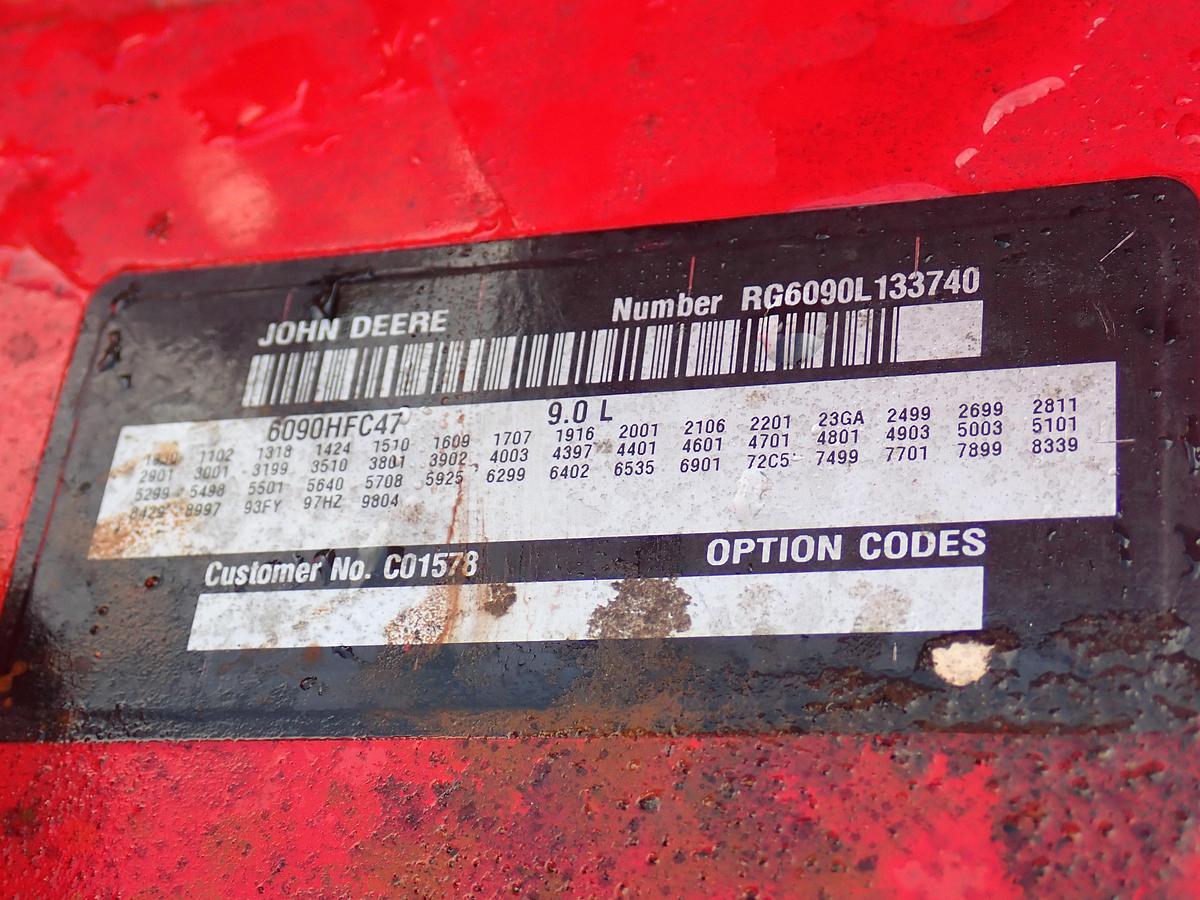 JOHN DEERE Number RG6090L133740
6090HFC47 9.0 L
1102 1318 1424 1510 1609 1707 1916 2001 2106 2201 23GA 2499 2699 2811
2901 3001 3199 3510 3801 3902 4003 4397 4401 4601 4701 4801 4903 5003 5101
5299 5498 5501 5640 5708 5925 6299 6402 6535 6901 72C5 7499 7701 7899 8339
8429 8997 93FY 97HZ 9804
Customer No. C01578 OPTION CODES